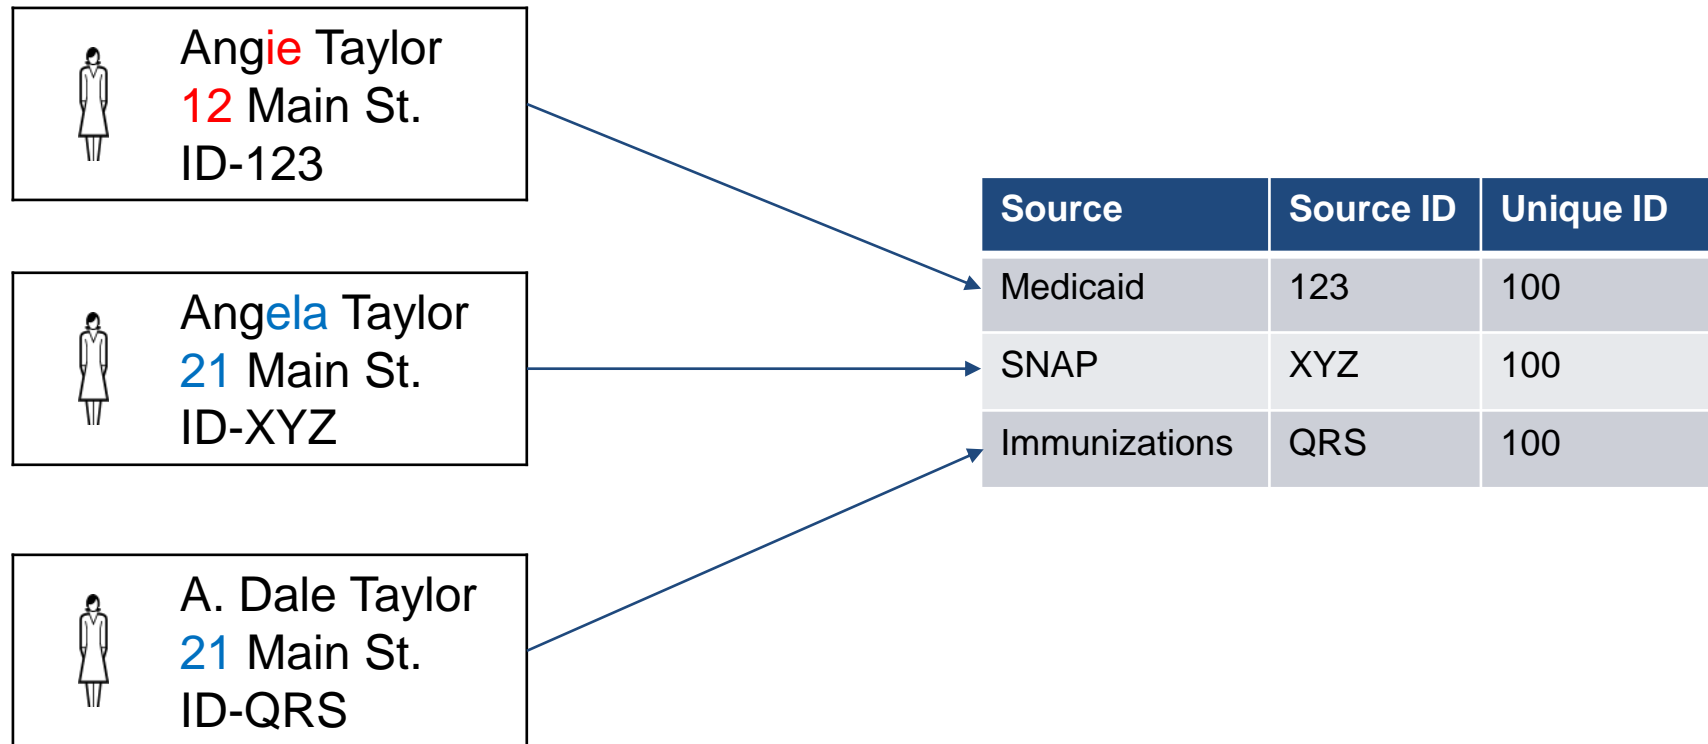 Angie Taylor
12 Main St.
ID-123
Angela Taylor
21 Main St.
ID-XYZ
A. Dale Taylor
21 Main St.
ID-QRS
Source Source ID Unique ID
Medicaid 123 100
SNAP XYZ 100
Immunizations QRS 100